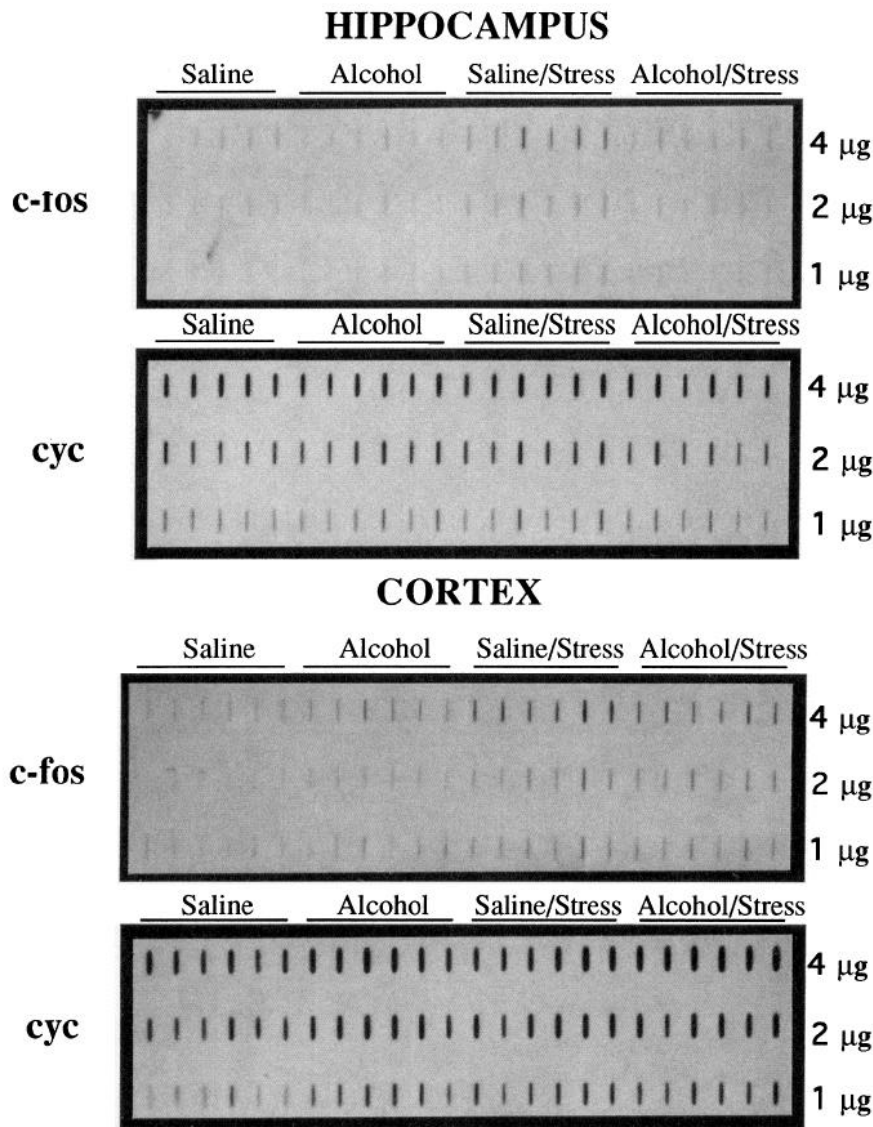 HIPPOCAMPUS
Saline Alcohol Saline/Stress Alcohol/Stress
c-fos
4 µg
2 µg
1 µg
Saline Alcohol Saline/Stress Alcohol/Stress
cyc
4 µg
2 µg
1 µg
CORTEX
Saline Alcohol Saline/Stress Alcohol/Stress
c-fos
4 µg
2 µg
1 µg
Saline Alcohol Saline/Stress Alcohol/Stress
cyc
4 µg
2 µg
1 µg